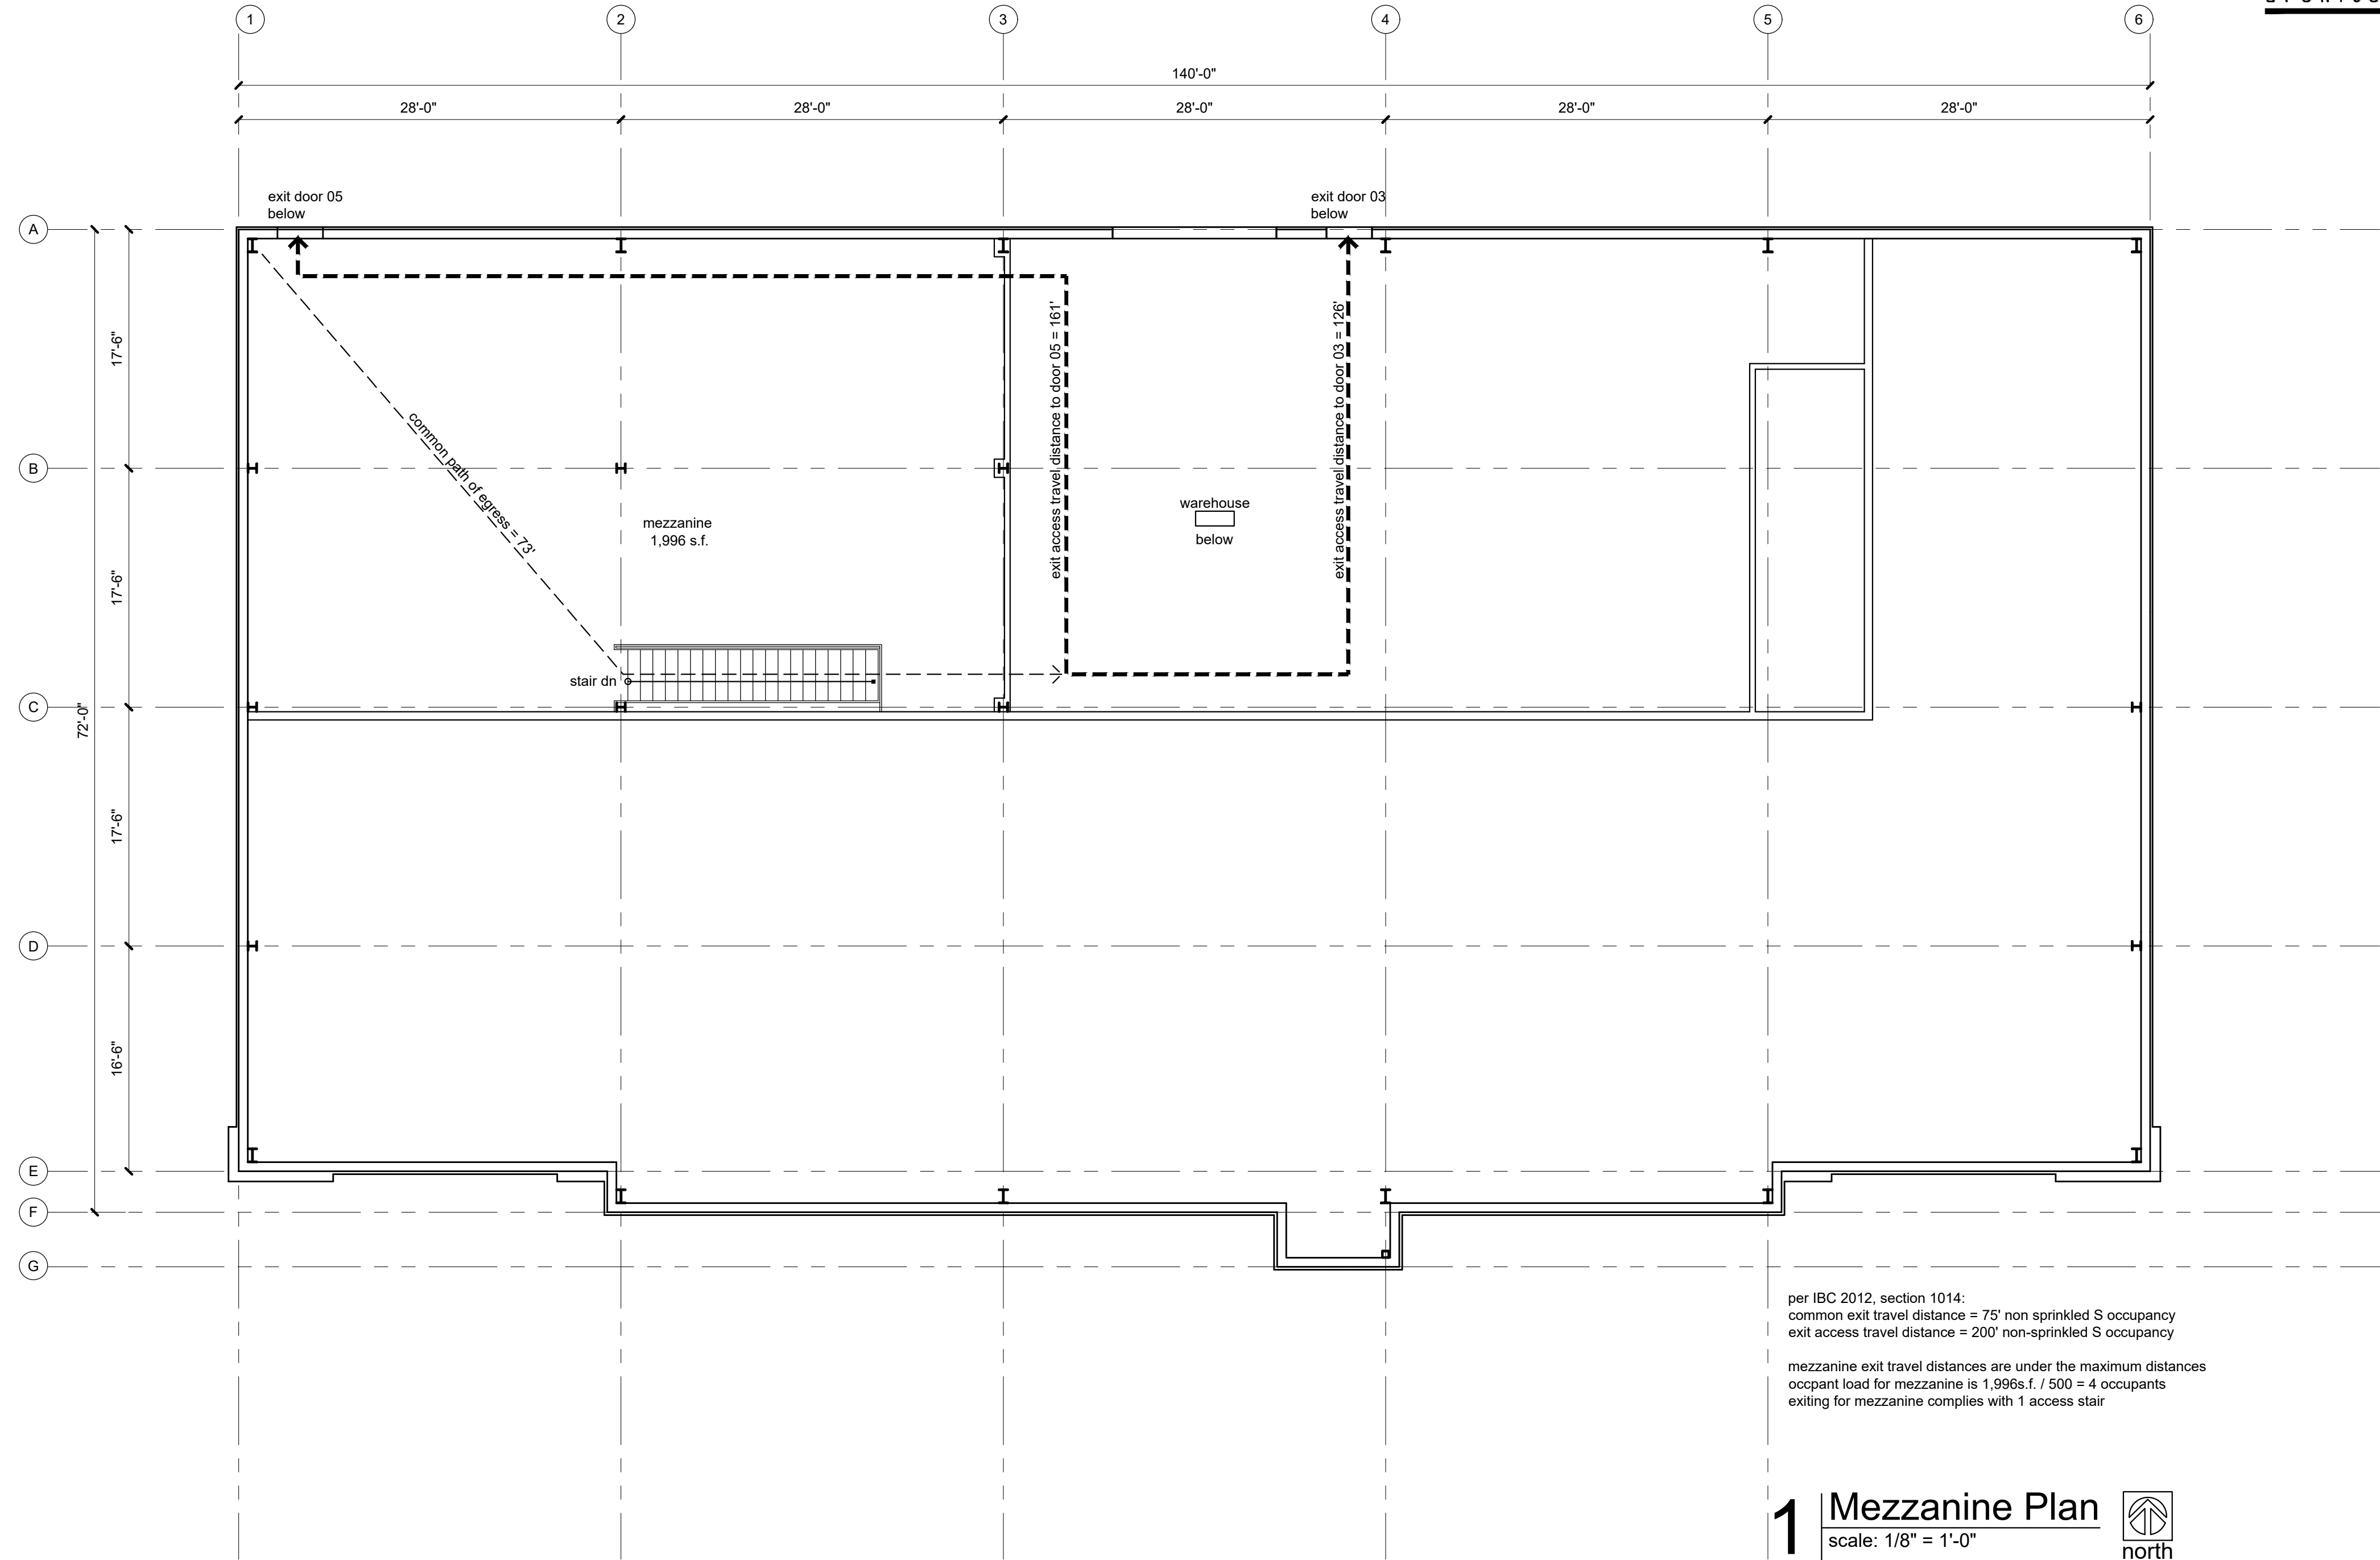 1
2
3
4
5
6
140'-0"
28'-0"
28'-0"
28'-0"
28'-0"
28'-0"
exit door 05
below
exit door 03
below
A
B
C
D
E
F
G
17'-6"
17'-6"
17'-6"
16'-6"
72'-0"
common path of egress = 73'
exit access travel distance to door 05 = 161'
exit access travel distance to door 03 = 126'
mezzanine
1,996 s.f.
warehouse
below
stair dn
per IBC 2012, section 1014:
common exit travel distance = 75' non sprinkled S occupancy
exit access travel distance = 200' non-sprinkled S occupancy
mezzanine exit travel distances are under the maximum distances
occpant load for mezzanine is 1,996s.f. / 500 = 4 occupants
exiting for mezzanine complies with 1 access stair
1
Mezzanine Plan
scale: 1/8" = 1'-0"
north